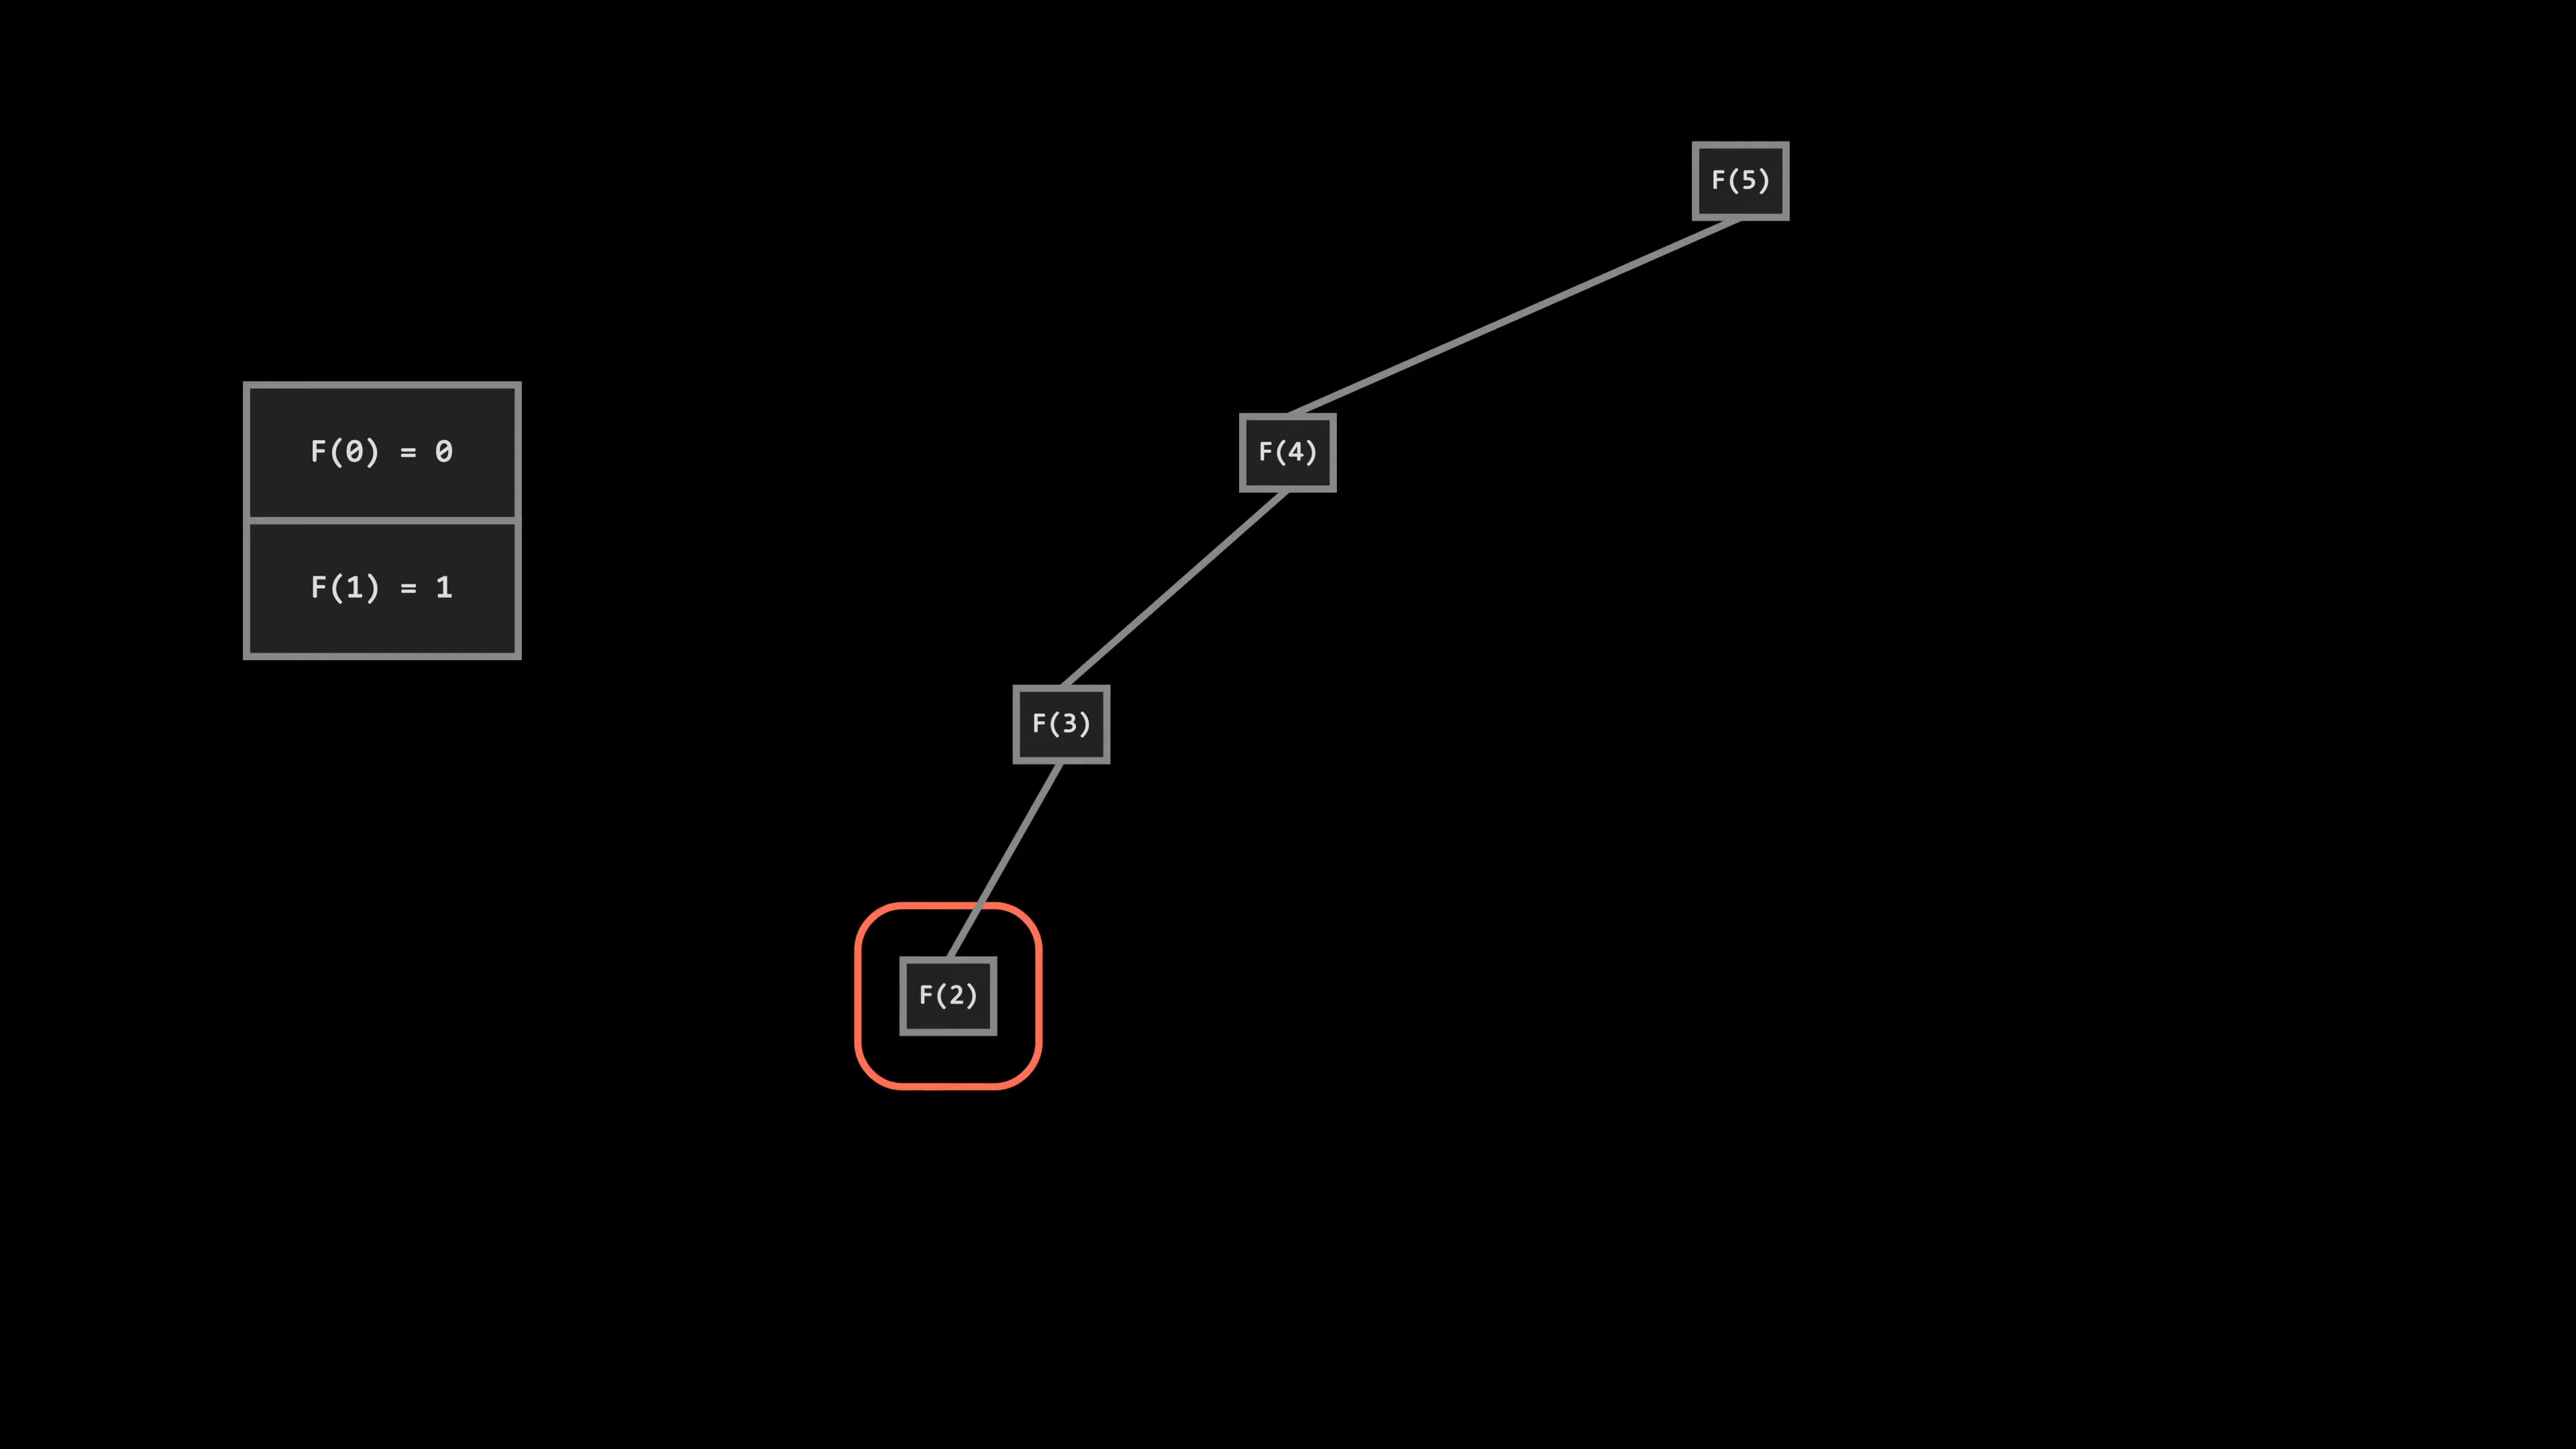 F(5)
F(0) = 0
F(4)
F(1) = 1
F(3)
F(2)